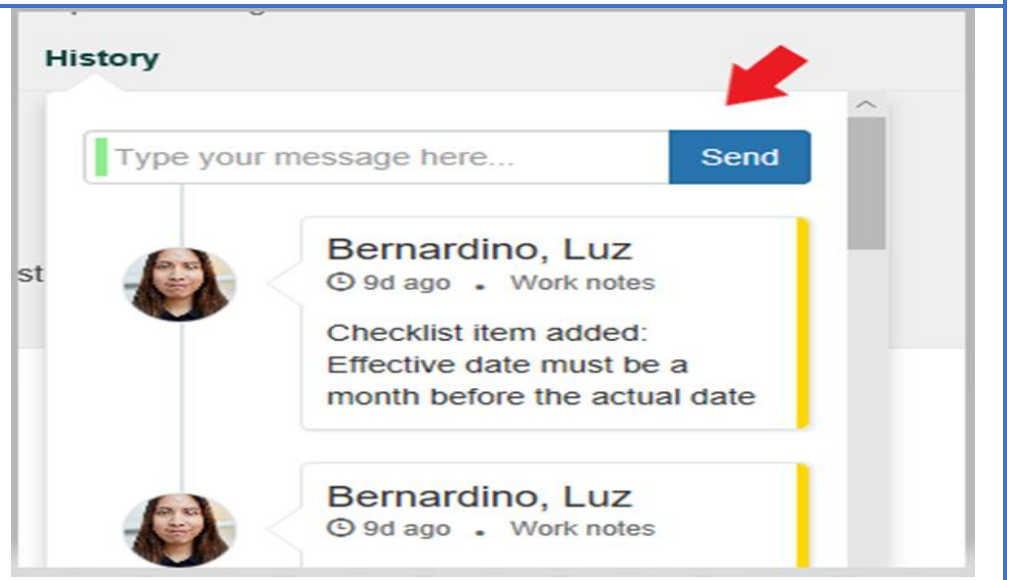 History
Type your message here...
Send
Bernardino, Luz
9d ago . Work notes
Checklist item added:
Effective date must be a
month before the actual date
st
Bernardino, Luz
9d ago . Work notes